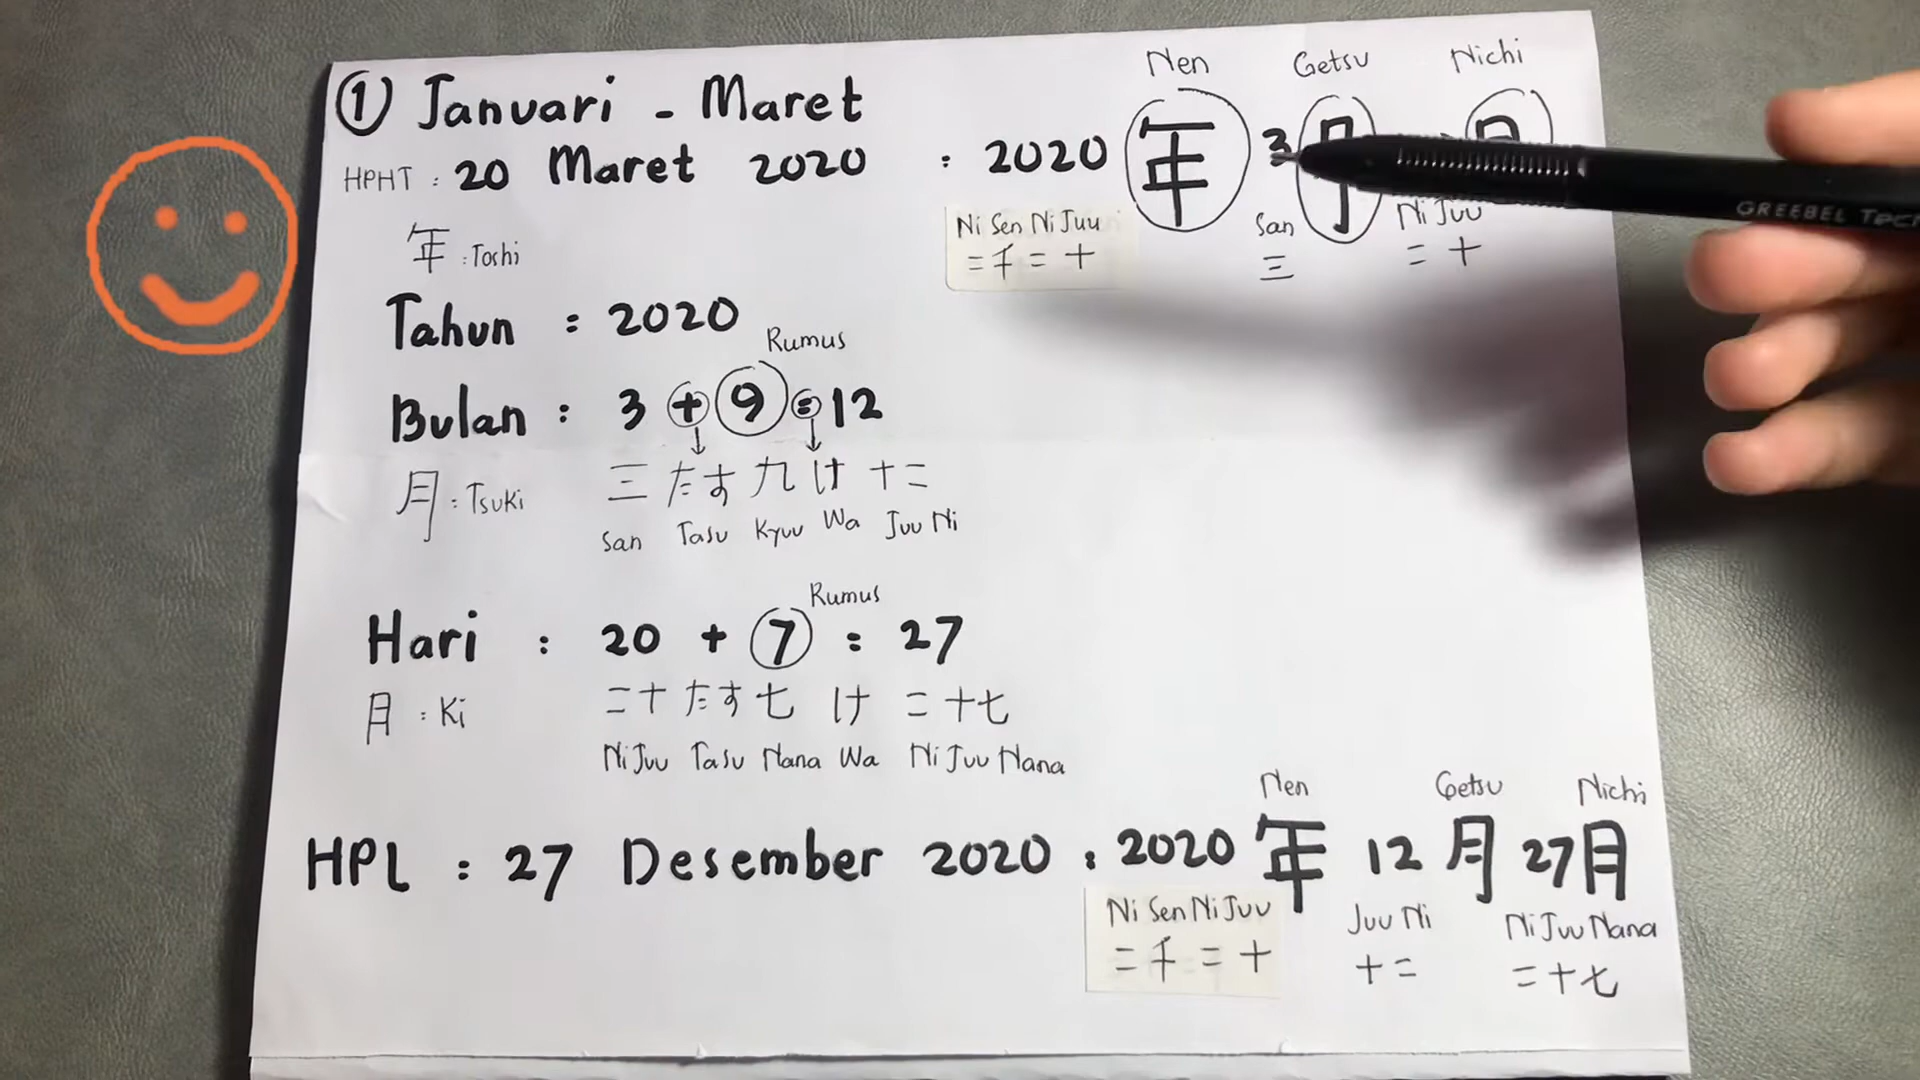 Nen Getsu Nichi
① Januari - Maret
HPHT : 20 Maret 2020 : 2020 年 3月
年 : Toshi
Ni Sen Ni Juu San Ni Juu
二千二十 三 二十
Tahun : 2020
Rumus
Bulan : 3 + 9 = 12
月 : Tsuki
三 たす 九 は 十二
San Tasu Kyuu Wa Juu Ni
Rumus
Hari : 20 + 7 = 27
月 : Ki
二十 たす 七 は 二十七
Ni Juu Tasu Nana Wa Ni Juu Nana
Nen Getsu Nichi
HPL : 27 Desember 2020 : 2020 年 12 月 27 日
Ni Sen Ni Juu Juu Ni Ni Juu Nana
二千二十 十二 二十七
GREEBEL